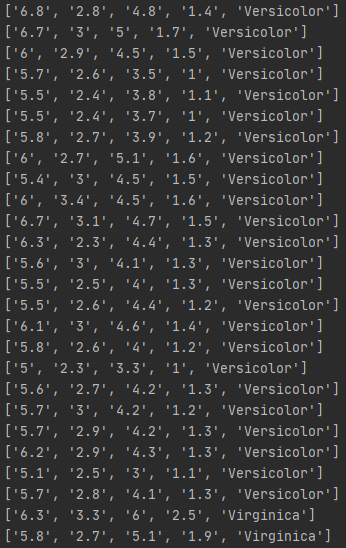 ['6.8', '2.8', '4.8', '1.4', 'Versicolor']
['6.7', '3', '5', '1.7', 'Versicolor']
['6', '2.9', '4.5', '1.5', 'Versicolor']
['5.7', '2.6', '3.5', '1', 'Versicolor']
['5.5', '2.4', '3.8', '1.1', 'Versicolor']
['5.5', '2.4', '3.7', '1', 'Versicolor']
['5.8', '2.7', '3.9', '1.2', 'Versicolor']
['6', '2.7', '5.1', '1.6', 'Versicolor']
['5.4', '3', '4.5', '1.5', 'Versicolor']
['6', '3.4', '4.5', '1.6', 'Versicolor']
['6.7', '3.1', '4.7', '1.5', 'Versicolor']
['6.3', '2.3', '4.4', '1.3', 'Versicolor']
['5.6', '3', '4.1', '1.3', 'Versicolor']
['5.5', '2.5', '4', '1.3', 'Versicolor']
['5.5', '2.6', '4.4', '1.2', 'Versicolor']
['6.1', '3', '4.6', '1.4', 'Versicolor']
['5.8', '2.6', '4', '1.2', 'Versicolor']
['5', '2.3', '3.3', '1', 'Versicolor']
['5.6', '2.7', '4.2', '1.3', 'Versicolor']
['5.7', '3', '4.2', '1.2', 'Versicolor']
['5.7', '2.9', '4.2', '1.3', 'Versicolor']
['6.2', '2.9', '4.3', '1.3', 'Versicolor']
['5.1', '2.5', '3', '1.1', 'Versicolor']
['5.7', '2.8', '4.1', '1.3', 'Versicolor']
['6.3', '3.3', '6', '2.5', 'Virginica']
['5.8', '2.7', '5.1', '1.9', 'Virginica']